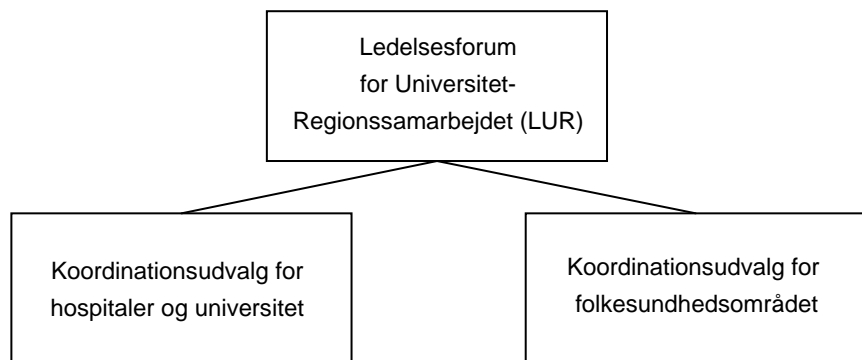 Ledelsesforum
for Universitet-
Regionssamarbejdet (LUR)
Koordinationsudvalg for
hospitaler og universitet
Koordinationsudvalg for
folkesundhedsområdet